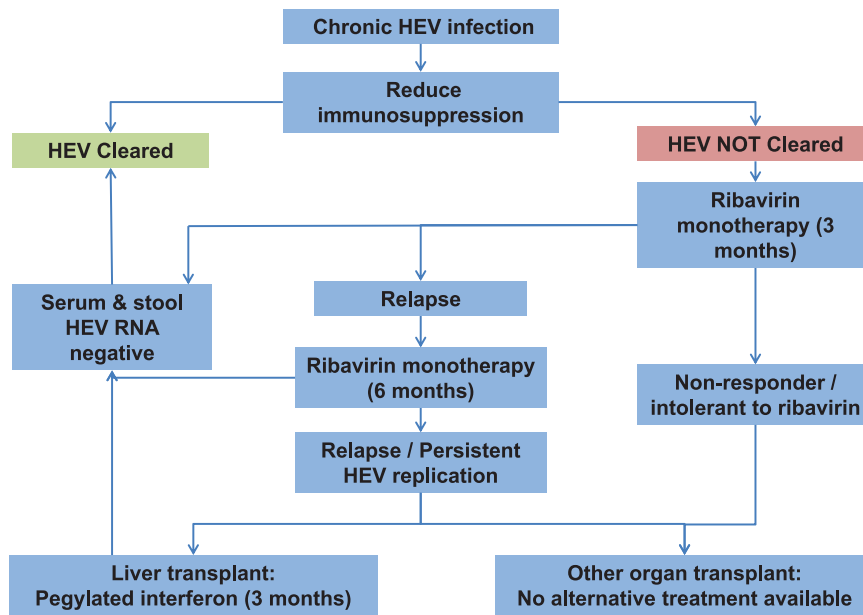 Chronic HEV infection
Reduce
immunosuppression
HEV Cleared
HEV NOT Cleared
Ribavirin
monotherapy (3
months)
Serum & stool
HEV RNA
negative
Relapse
Ribavirin monotherapy
(6 months)
Non-responder /
intolerant to ribavirin
Relapse / Persistent
HEV replication
Liver transplant:
Pegylated interferon (3 months)
Other organ transplant:
No alternative treatment available